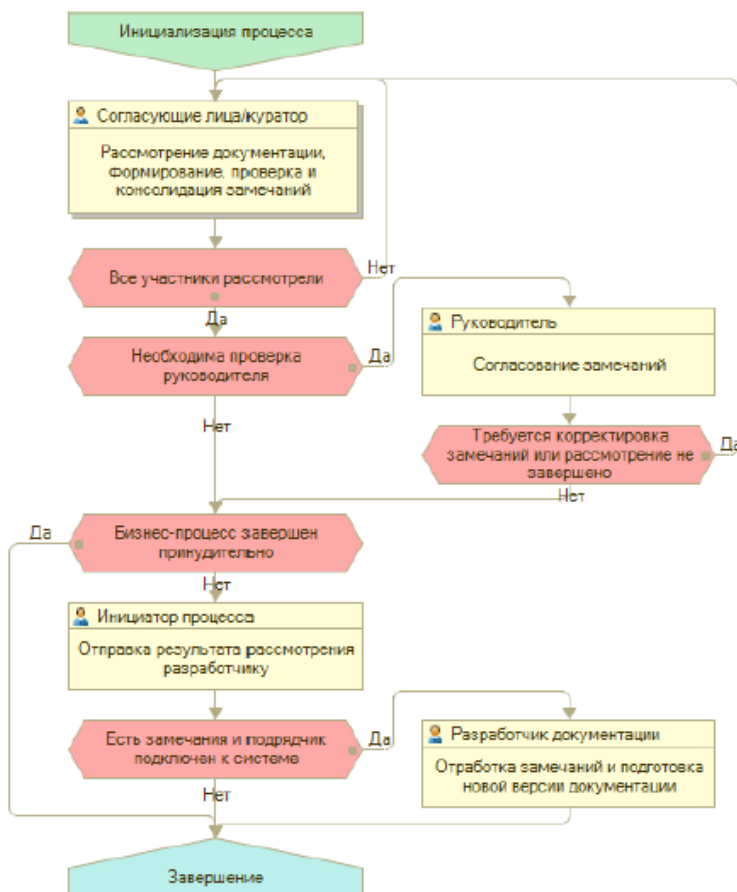 Инициализация процесса
Согласующие лица/куратор
Рассмотрение документации,
формирование, проверка и
консолидация замечаний
Все участники рассмотрели
Нет
Да
Необходима проверка
руководителя
Да
Руководитель
Согласование замечаний
Нет
Требуется корректировка
замечаний или рассмотрение не
завершено
Да
Нет
Да
Бизнес-процесс завершен
принудительно
Нет
Инициатор процесса
Отправка результата рассмотрения
разработчику
Есть замечания и подрядчик
подключен к системе
Да
Разработчик документации
Отработка замечаний и подготовка
новой версии документации
Нет
Завершение